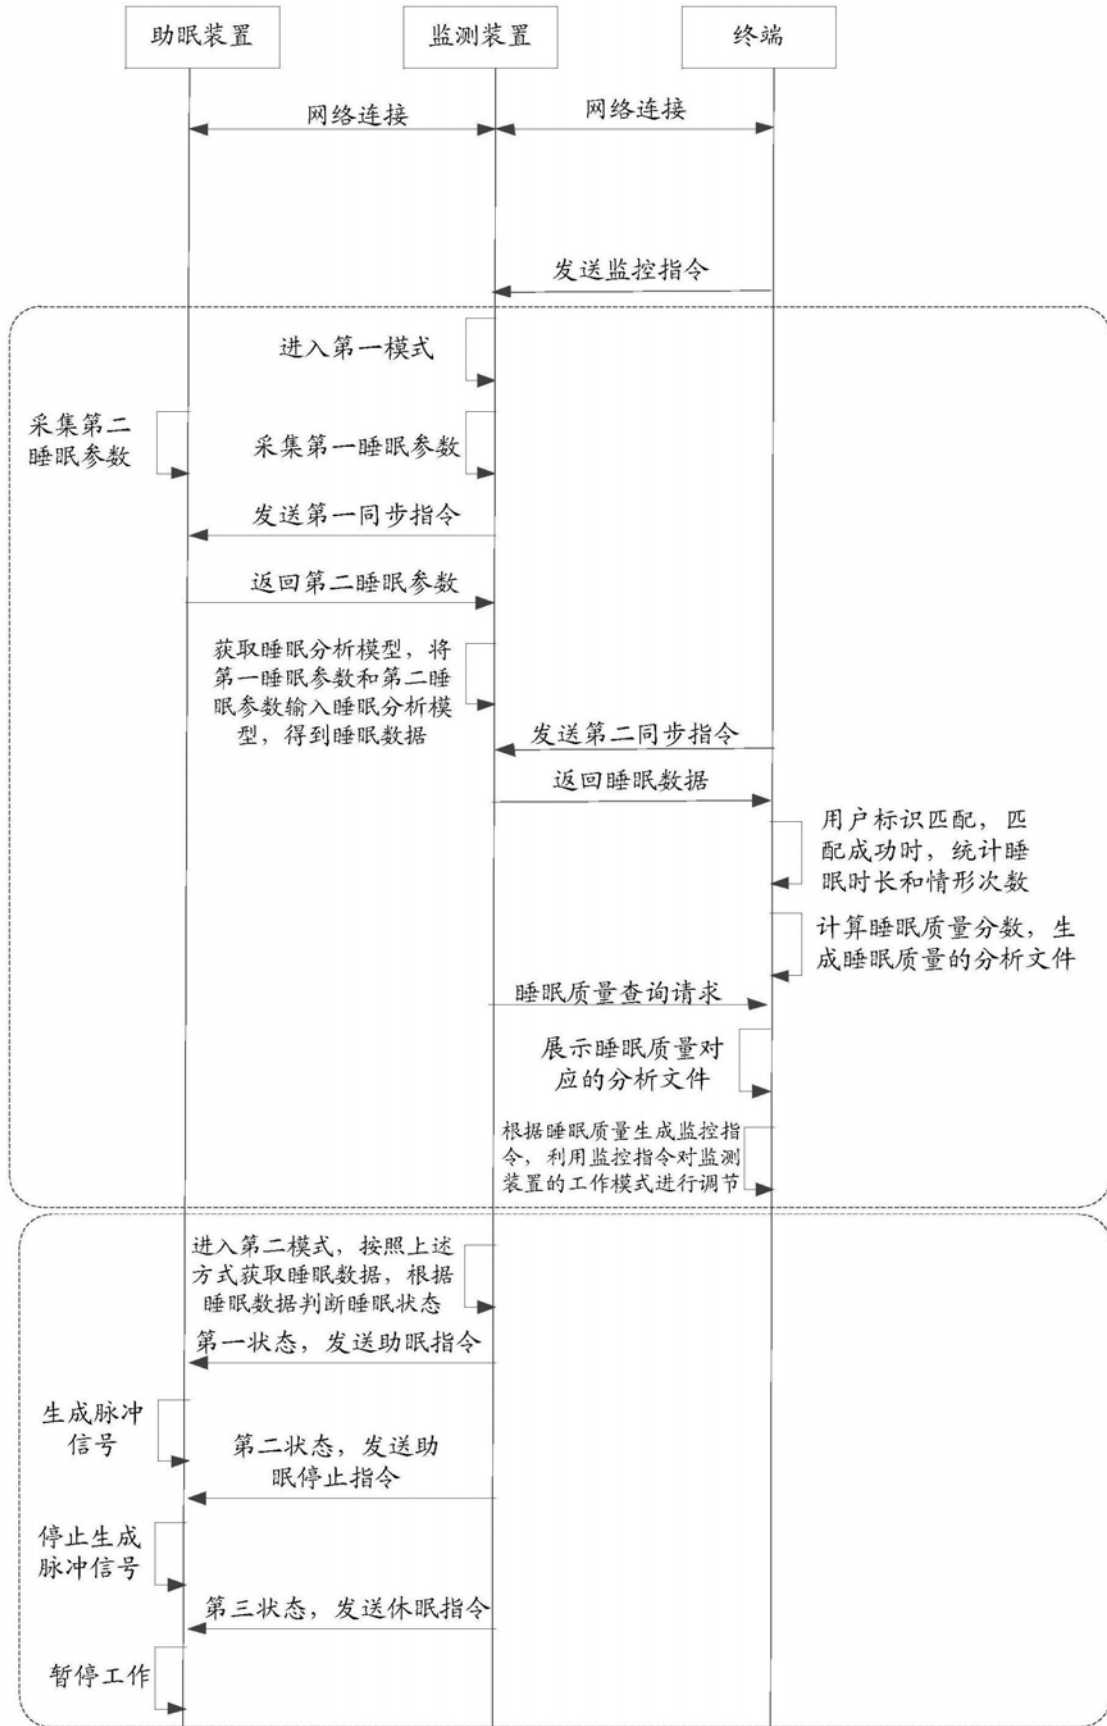 助眠装置
监测装置
终端
网络连接
网络连接
发送监控指令
进入第一模式
采集第二
睡眠参数
采集第一睡眠参数
发送第一同步指令
返回第二睡眠参数
获取睡眠分析模型，将
第一睡眠参数和第二睡
眠参数输入睡眠分析模
型，得到睡眠数据
发送第二同步指令
返回睡眠数据
用户标识匹配，匹
配成功时，统计睡
眠时长和情形次数
计算睡眠质量分数，生
成睡眠质量的分析文件
睡眠质量查询请求
展示睡眠质量对
应的分析文件
根据睡眠质量生成监控指
令，利用监控指令对监测
装置的工作模式进行调节
进入第二模式，按照上述
方式获取睡眠数据，根据
睡眠数据判断睡眠状态
第一状态，发送助眠指令
生成脉冲
信号
第二状态，发送助
眠停止指令
停止生成
脉冲信号
第三状态，发送休眠指令
暂停工作